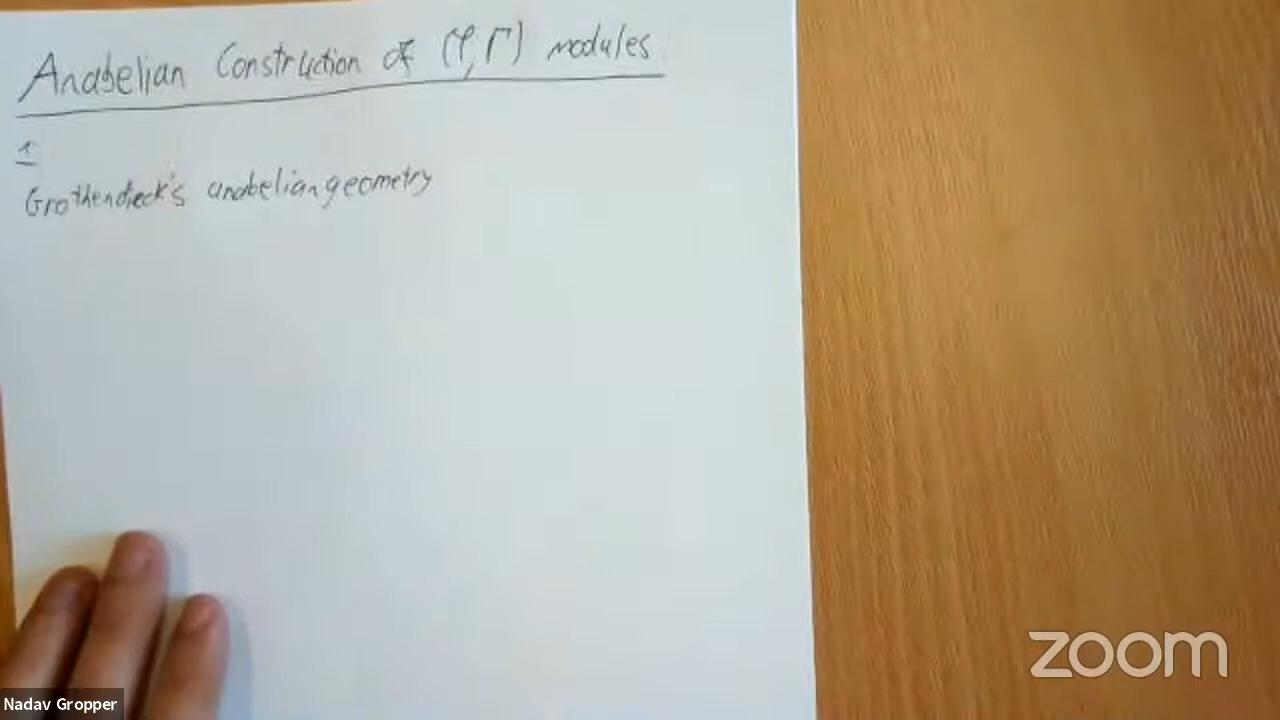 Anabelian Construction of (φ,Γ) modules
1
Grothendieck's anabelian geometry
zoom
Nadav Gropper